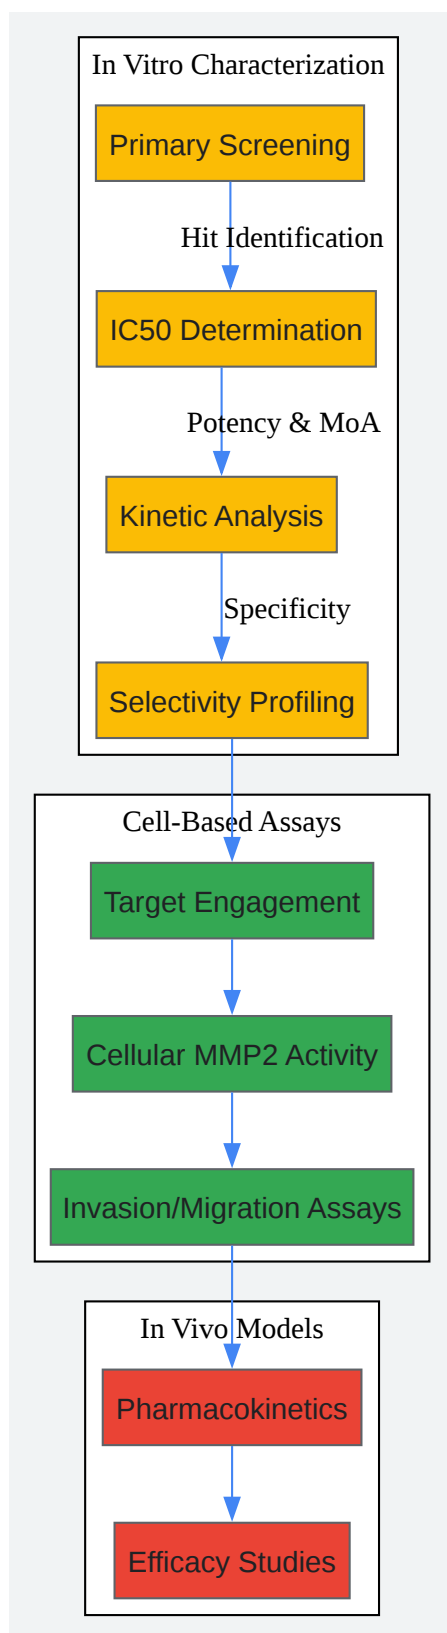 In Vitro Characterization
Primary Screening
Hit Identification
IC50 Determination
Potency & MoA
Kinetic Analysis
Specificity
Selectivity Profiling
Cell-Based Assays
Target Engagement
Cellular MMP2 Activity
Invasion/Migration Assays
In Vivo Models
Pharmacokinetics
Efficacy Studies